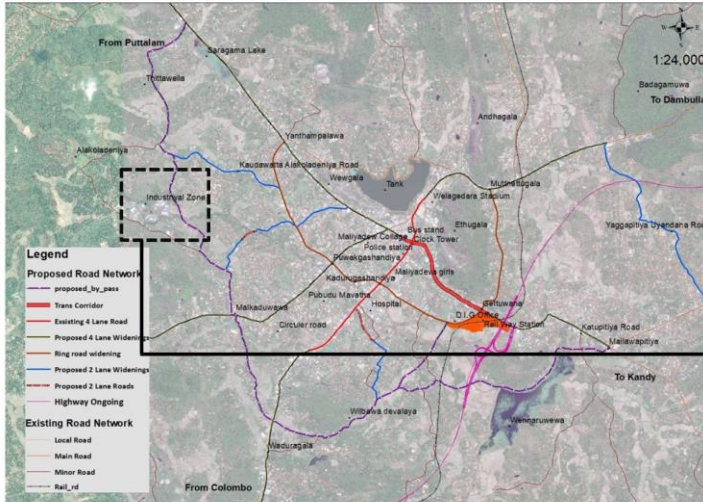 From Puttalam
Saragama Lake
1:24,000
Thittawella
Badagamuwa
To Dambulla
Andhagala
Yanthampalawa
Alakoladeniya
Kaudawatta Alakoladeniya Road
Wewgala
Tank
Muttettugala
Industriyal Zone
Welagedara Stadium
Bus stand
Ethugala
Clock Tower
Maliyadew Collage
Police station
Yaggapitiya Uyandana Road
Puwakgashandiya
Maliyadeva girls
Kadurugashandiya
Pubudu Mavatha
Hospital
Malkaduwawa
Circuler road
Gettuwana
D.I.G Office
Rail Way Station
Katupitiya Road
Mallawapitiya
To Kandy
Wilbawa devalaya
Wennaruwewa
Waduragala
From Colombo
Legend
Proposed Road Network
proposed_by_pass
Trans Corridor
Exsisting 4 Lane Road
Proposed 4 Lane Widenings
Ring road widening
Proposed 2 Lane Widenings
Proposed 2 Lane Roads
Highway Ongoing
Existing Road Network
Local Road
Main Road
Minor Road
Rail_rd